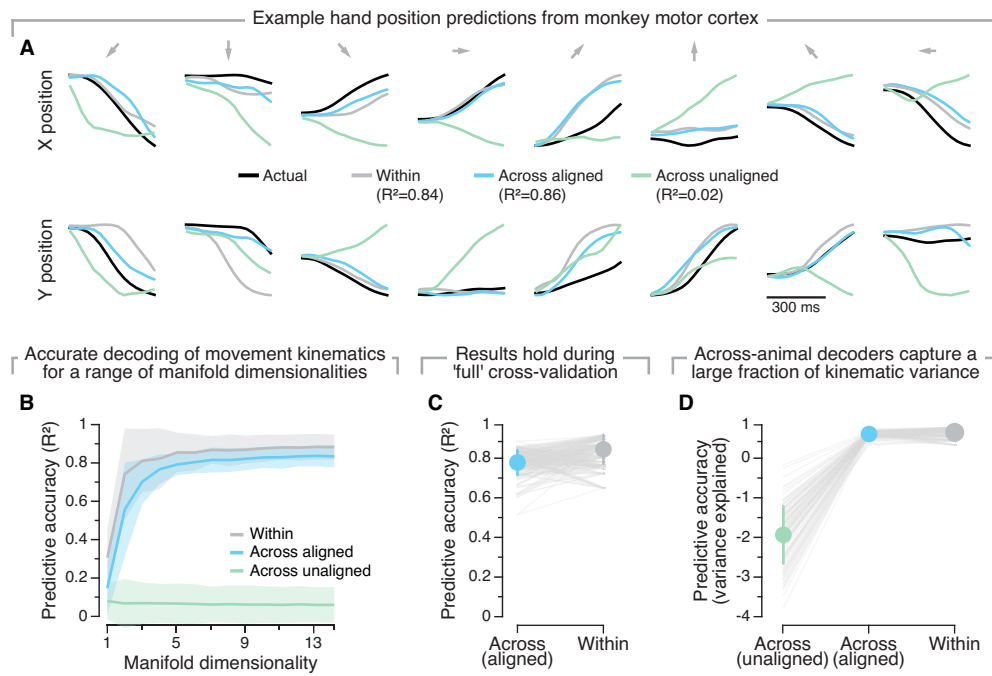 Example hand position predictions from monkey motor cortex
A
X position
Actual
Within
(R²=0.84)
Across aligned
(R²=0.86)
Across unaligned
(R²=0.02)
Y position
300 ms
Accurate decoding of movement kinematics
for a range of manifold dimensionalities
B
Predictive accuracy (R²)
1
0.8
0.6
0.4
0.2
0
Within
Across aligned
Across unaligned
1
5
9
13
Manifold dimensionality
Results hold during
'full' cross-validation
C
Predictive accuracy (R²)
1
0.8
0.6
0.4
0.2
0
Across
(aligned)
Within
Across-animal decoders capture a
large fraction of kinematic variance
D
Predictive accuracy
(variance explained)
1
0
-1
-2
-3
-4
Across
(unaligned)
Across
(aligned)
Within